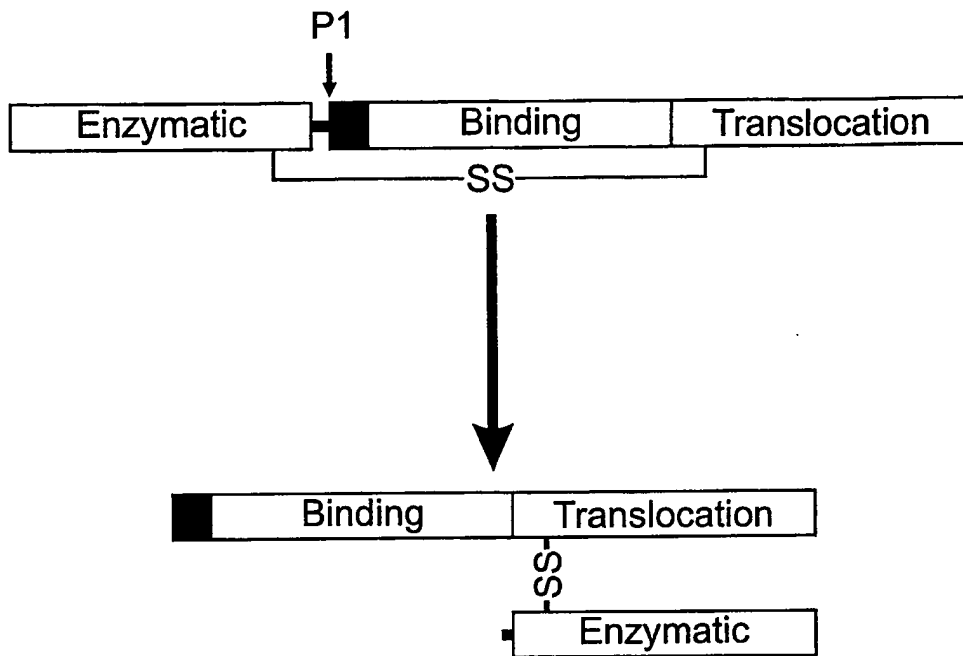 P1
Enzymatic Binding Translocation
SS
Binding Translocation
SS
Enzymatic